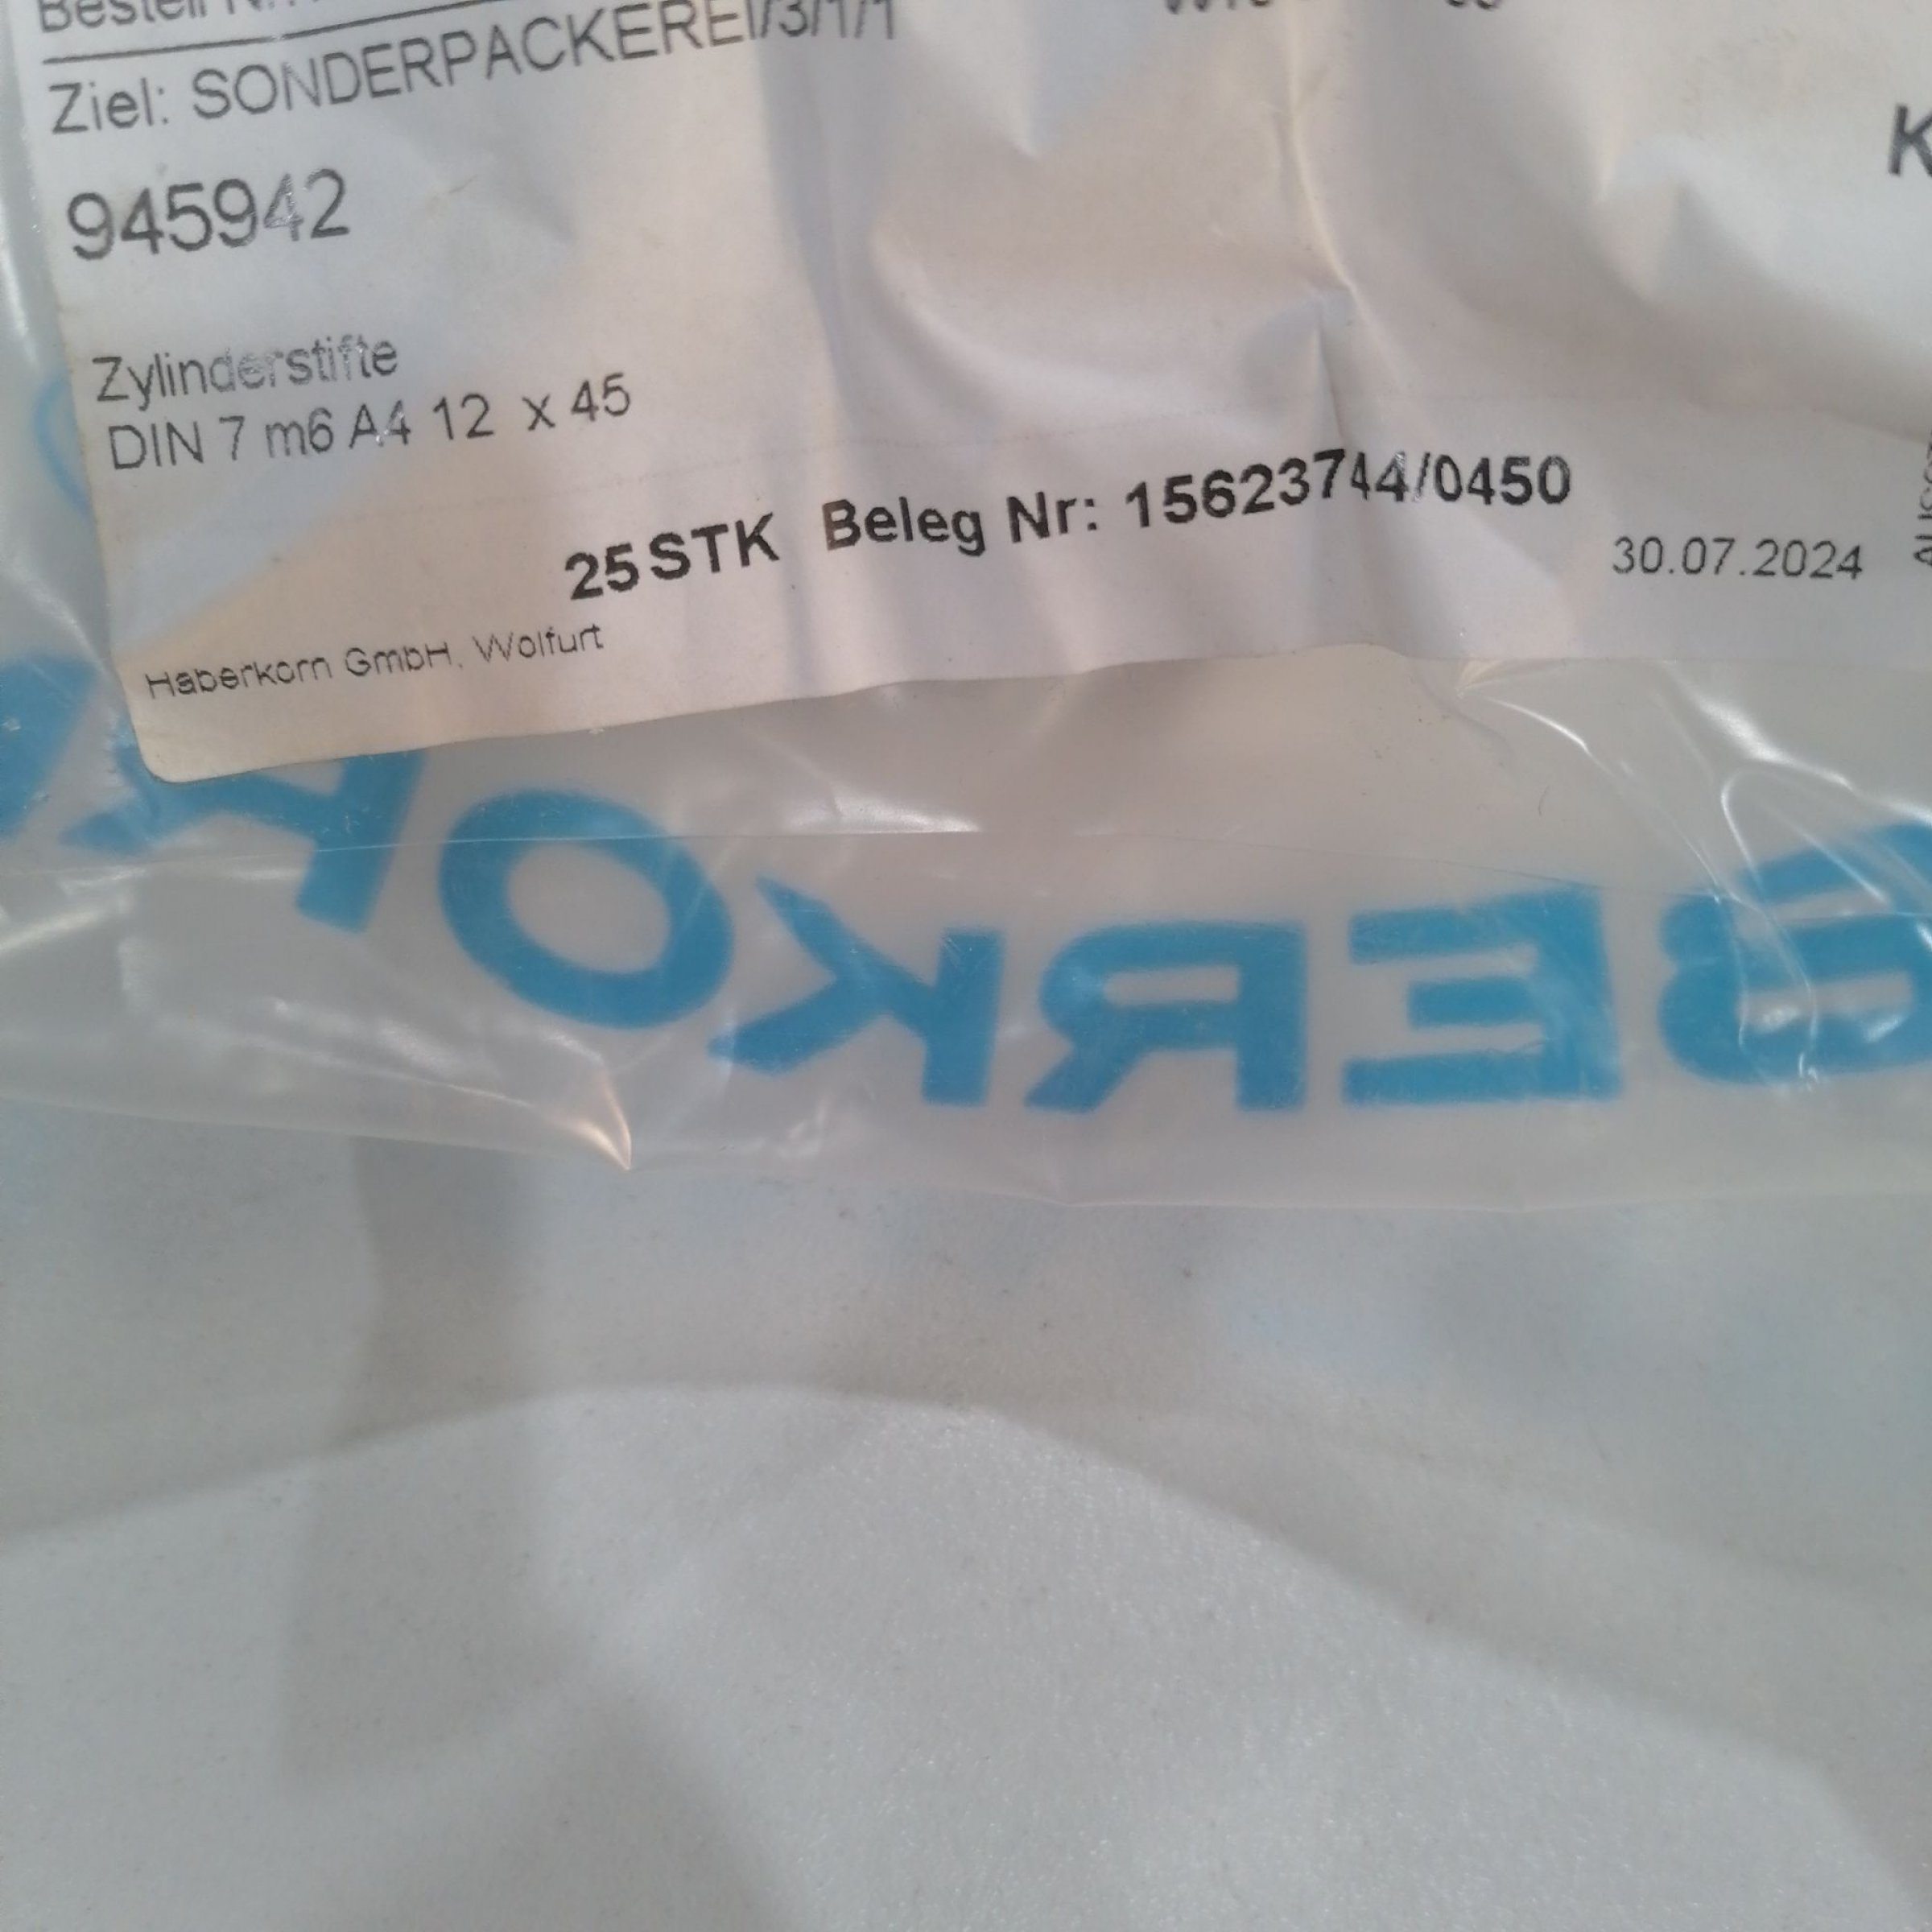 Ziel: SONDERPACKEREI/3/1/1
945942
Zylinderstifte
DIN 7 m6 A4 12 x 45
25 STK Beleg Nr: 15623744/0450
30.07.2024
Haberkorn GmbH, Wolfurt
BERKOR